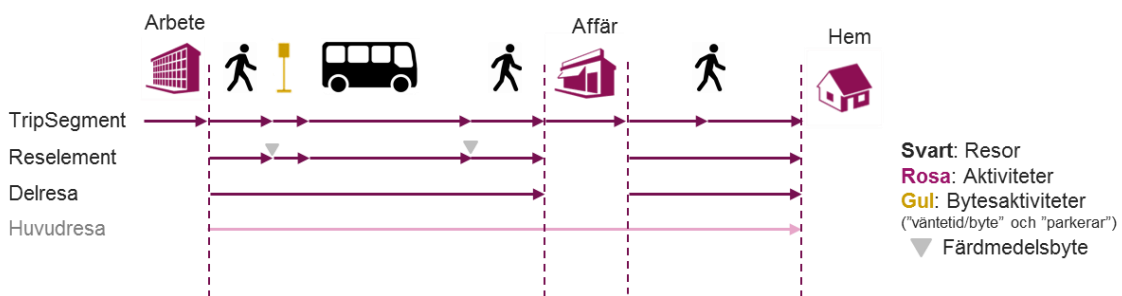 Arbete
Affär
Hem
TripSegment
Reselement
Delresa
Huvudresa
Svart: Resor
Rosa: Aktiviteter
Gul: Bytesaktiviteter
("väntetid/byte" och "parkerar")
Färdmedelsbyte